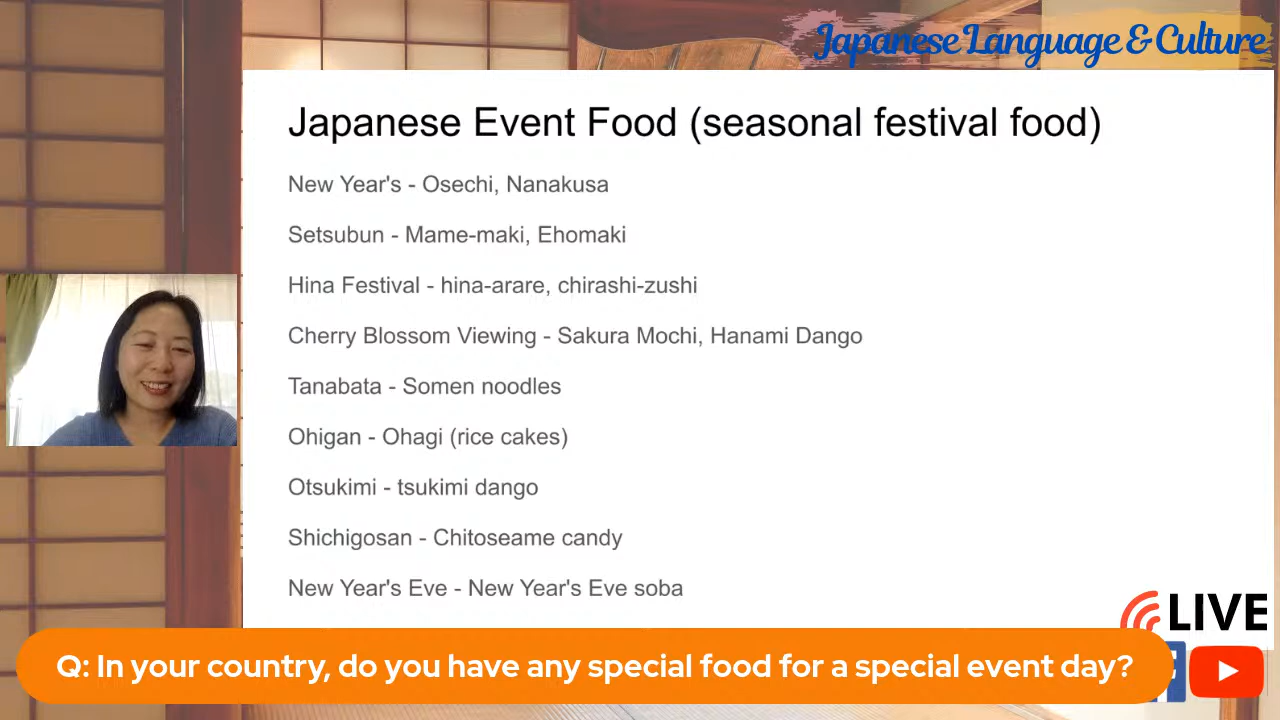 Japanese Language & Culture
Japanese Event Food (seasonal festival food)
New Year's - Osechi, Nanakusa
Setsubun - Mame-maki, Ehomaki
Hina Festival - hina-arare, chirashi-zushi
Cherry Blossom Viewing - Sakura Mochi, Hanami Dango
Tanabata - Somen noodles
Ohigan - Ohagi (rice cakes)
Otsukimi - tsukimi dango
Shichigosan - Chitoseame candy
New Year's Eve - New Year's Eve soba
LIVE
Q: In your country, do you have any special food for a special event day?